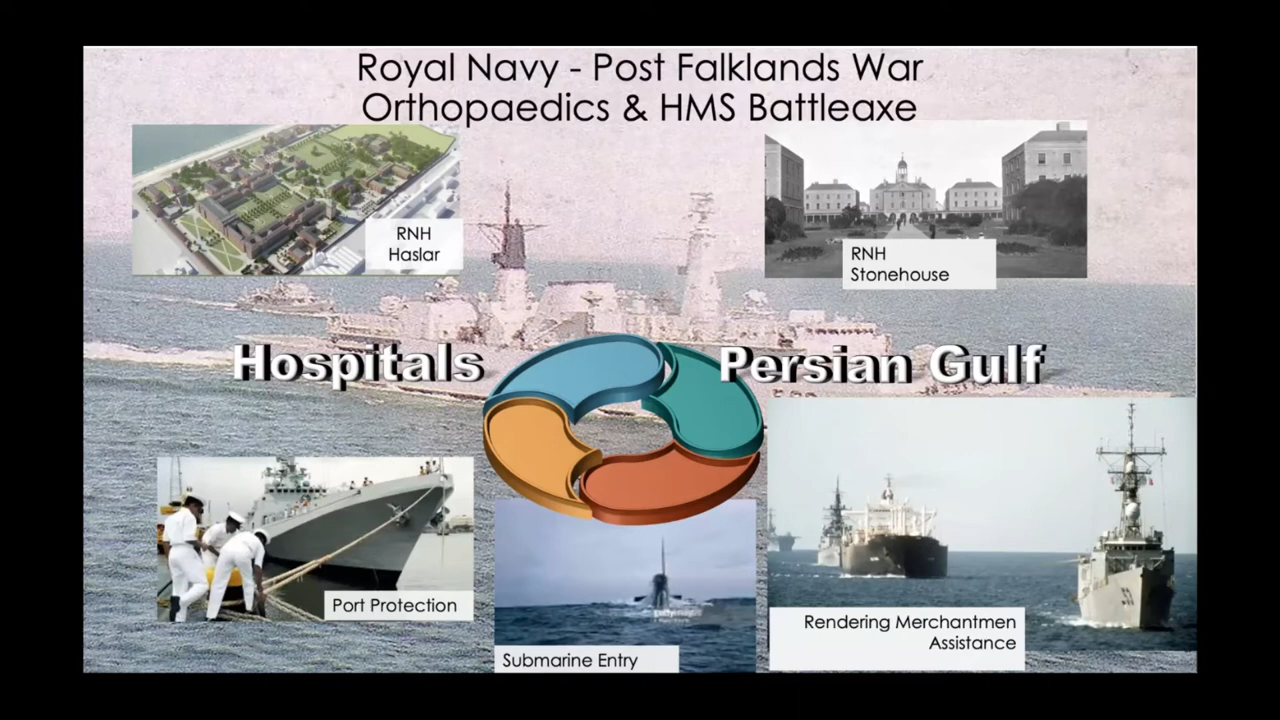 Royal Navy - Post Falklands War
Orthopaedics & HMS Battleaxe
RNH
Haslar
RNH
Stonehouse
Hospitals
Persian Gulf
Port Protection
Submarine Entry
Rendering Merchantmen
Assistance